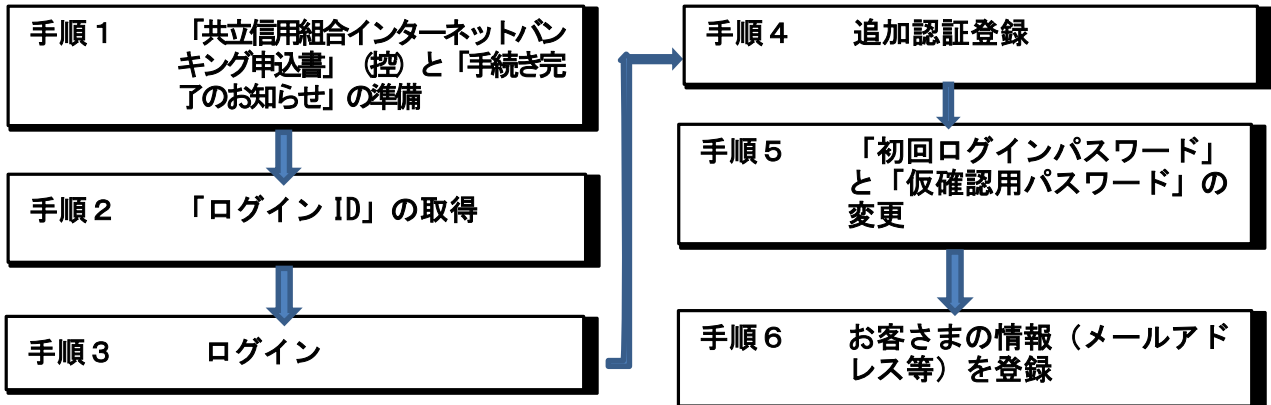 手順１　「共立信用組合インターネットバン
キング申込書」（控）と「手続き完
了のお知らせ」の準備
手順２　「ログイン ID」の取得
手順３　ログイン
手順４　追加認証登録
手順５　「初回ログインパスワード」
と「仮確認用パスワード」の
変更
手順６　お客さまの情報（メールアド
レス等）を登録